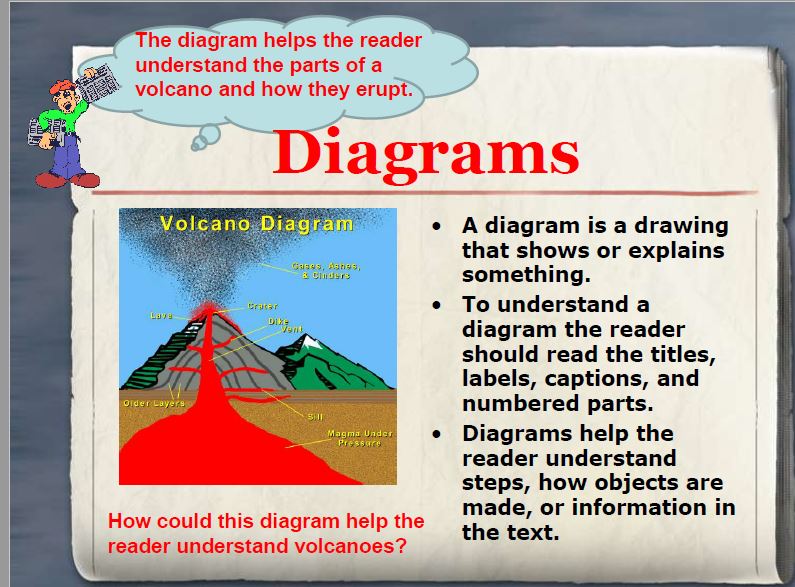 The diagram helps the reader
understand the parts of a
volcano and how they erupt.
Diagrams
Volcano Diagram
Gases, Ashes,
& Cinders
Lava
Crater
Dike
Vent
Older Layers
Sill
Magma Under
Pressure
How could this diagram help the
reader understand volcanoes?
• A diagram is a drawing
that shows or explains
something.
• To understand a
diagram the reader
should read the titles,
labels, captions, and
numbered parts.
• Diagrams help the
reader understand
steps, how objects are
made, or information in
the text.